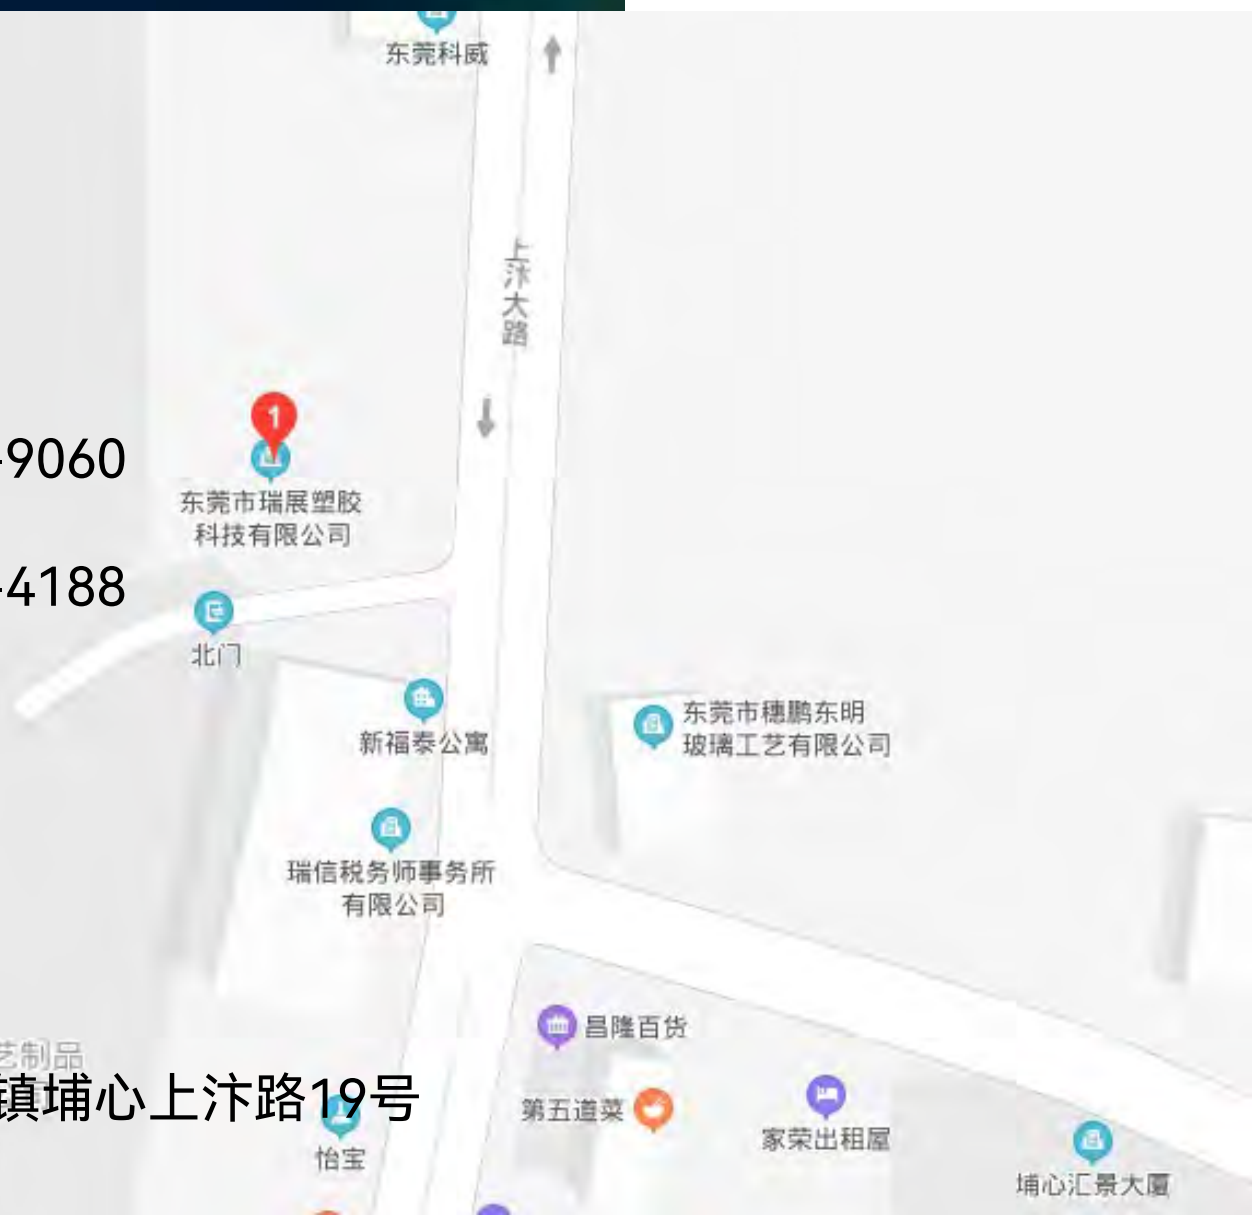 东莞科威
上汴大路
1
-9060
东莞市瑞展塑胶
科技有限公司
-4188
北门
新福泰公寓
东莞市穗鹏东明
玻璃工艺有限公司
瑞信税务师事务所
有限公司
昌隆百货
艺制品
镇埔心上汴路19号
第五道菜
家荣出租屋
怡宝
埔心汇景大厦